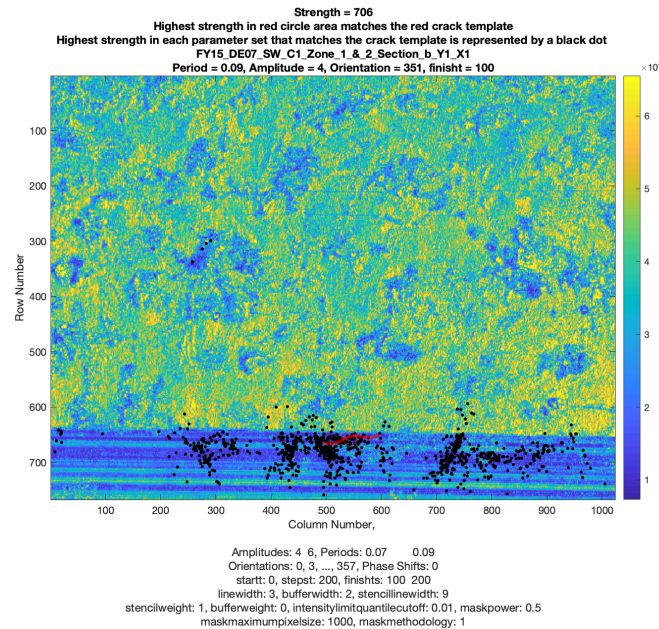 Strength = 706
Highest strength in red circle area matches the red crack template
Highest strength in each parameter set that matches the crack template is represented by a black dot
FY15_DE07_SW_C1_Zone_1_&_2_Section_b_Y1_X1
Period = 0.09, Amplitude = 4, Orientation = 351, finisht = 100
100
200
300
400
500
600
700
Row Number
100 200 300 400 500 600 700 800 900 1000
Column Number,
6
5
4
3
2
1
Amplitudes: 4 6, Periods: 0.07 0.09
Orientations: 0, 3, ..., 357, Phase Shifts: 0
startt: 0, stepst: 200, finishts: 100 200
linewidth: 3, bufferwidth: 2, stencillinewidth: 9
stencilweight: 1, bufferweight: 0, intensitylimitquantilecutoff: 0.01, maskpower: 0.5
maskmaximumpixelsize: 1000, maskmethodology: 1